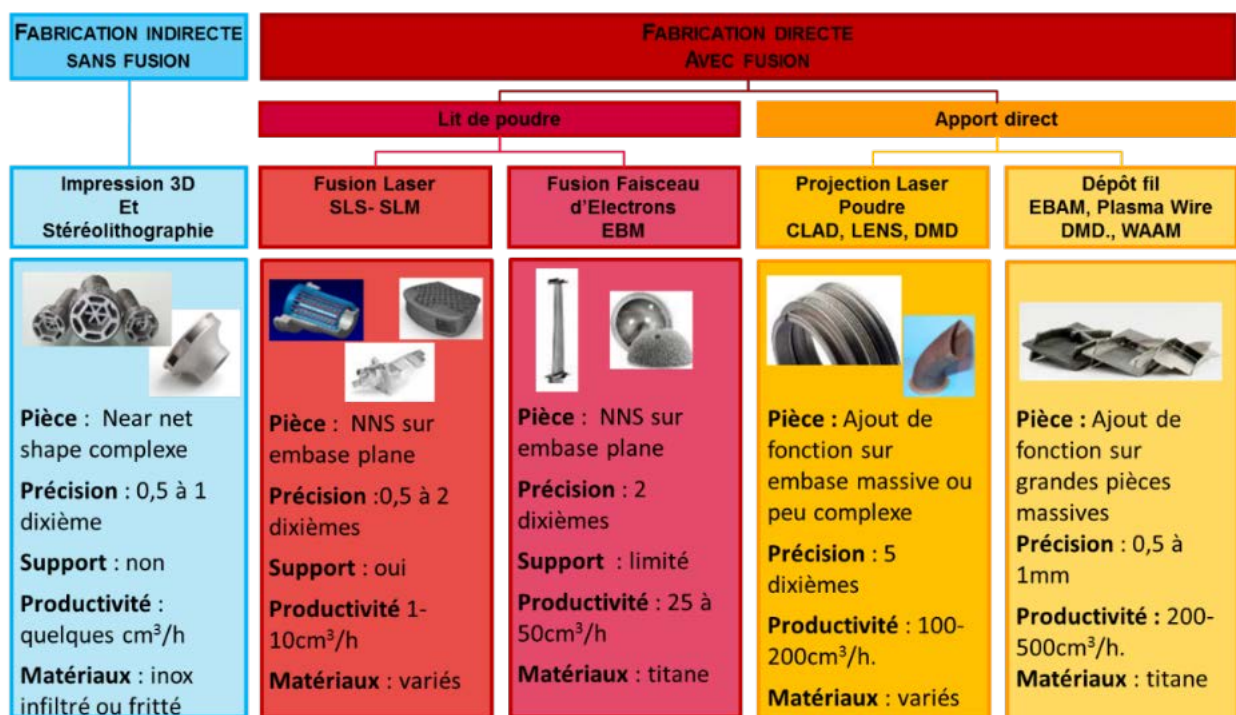 FABRICATION INDIRECTE
SANS FUSION
FABRICATION DIRECTE
AVEC FUSION
Lit de poudre
Apport direct
Impression 3D
Et
Stéréolithographie
Fusion Laser
SLS- SLM
Fusion Faisceau
d'Electrons
EBM
Projection Laser
Poudre
CLAD, LENS, DMD
Dépôt fil
EBAM, Plasma Wire
DMD., WAAM
Pièce : Near net
shape complexe
Précision : 0,5 à 1
dixième
Support : non
Productivité :
quelques cm³/h
Matériaux : inox
infiltré ou fritté
Pièce : NNS sur
embase plane
Précision :0,5 à 2
dixièmes
Support : oui
Productivité 1-
10cm³/h
Matériaux : variés
Pièce : NNS sur
embase plane
Précision : 2
dixièmes
Support : limité
Productivité : 25 à
50cm³/h
Matériaux : titane
Pièce : Ajout de
fonction sur
embase massive ou
peu complexe
Précision : 5
dixièmes
Productivité : 100-
200cm³/h.
Matériaux : variés
Pièce : Ajout de
fonction sur
grandes pièces
massives
Précision : 0,5 à
1mm
Productivité : 200-
500cm³/h.
Matériaux : titane